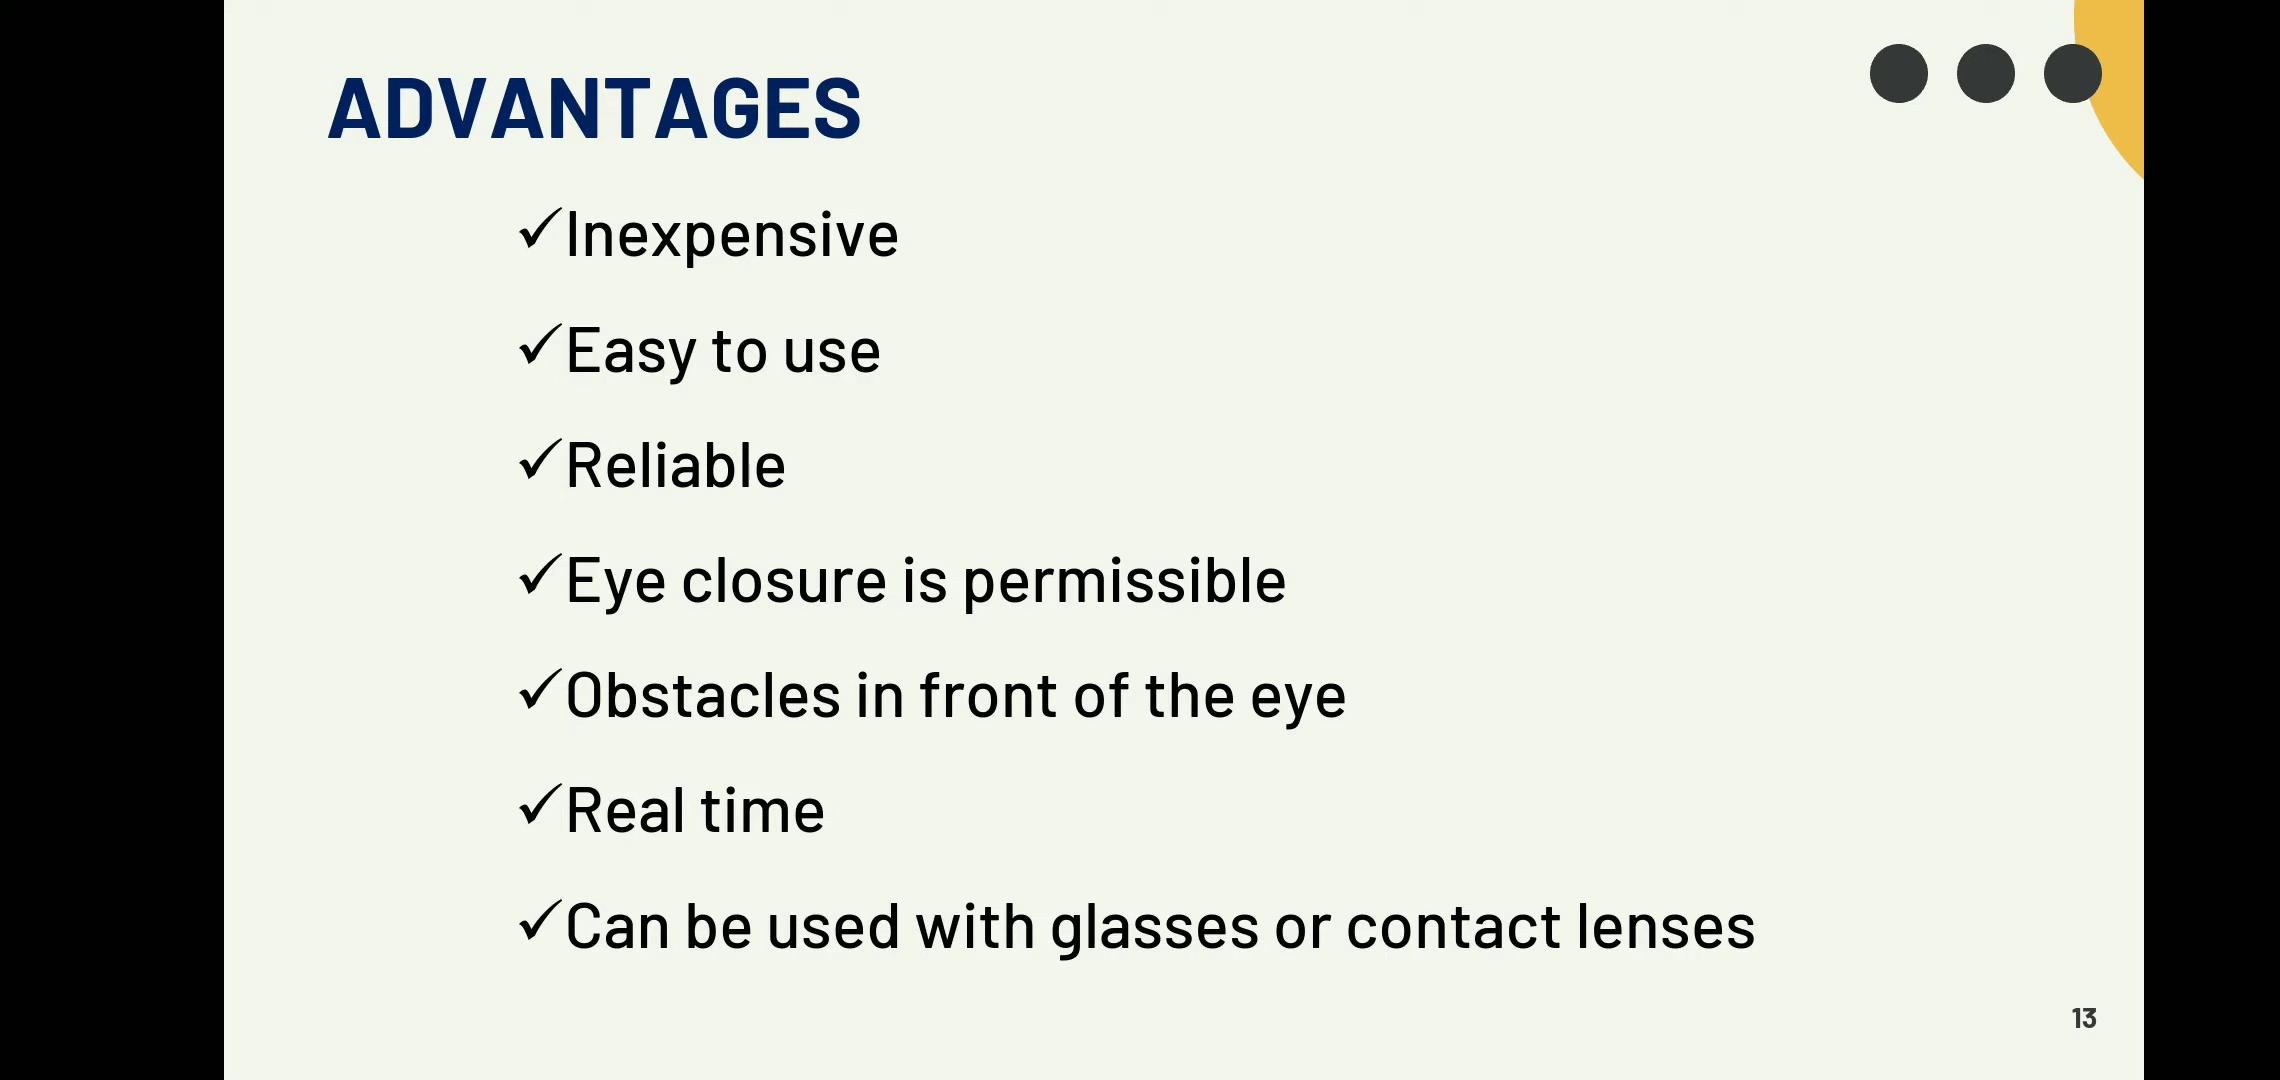 ADVANTAGES
✓Inexpensive
✓Easy to use
✓Reliable
✓Eye closure is permissible
✓Obstacles in front of the eye
✓Real time
✓Can be used with glasses or contact lenses
13